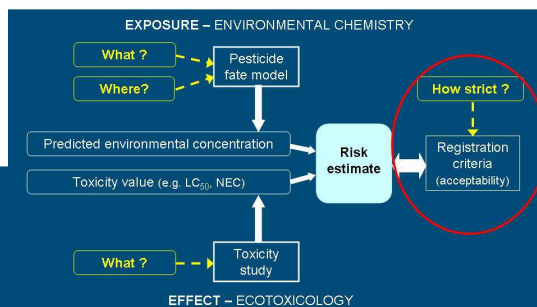 EXPOSURE – ENVIRONMENTAL CHEMISTRY
What ?
Where?
Pesticide
fate model
How strict ?
Predicted environmental concentration
Toxicity value (e.g. LC50, NEC)
Risk
estimate
Registration
criteria
(acceptability)
What ?
Toxicity
study
EFFECT – ECOTOXICOLOGY